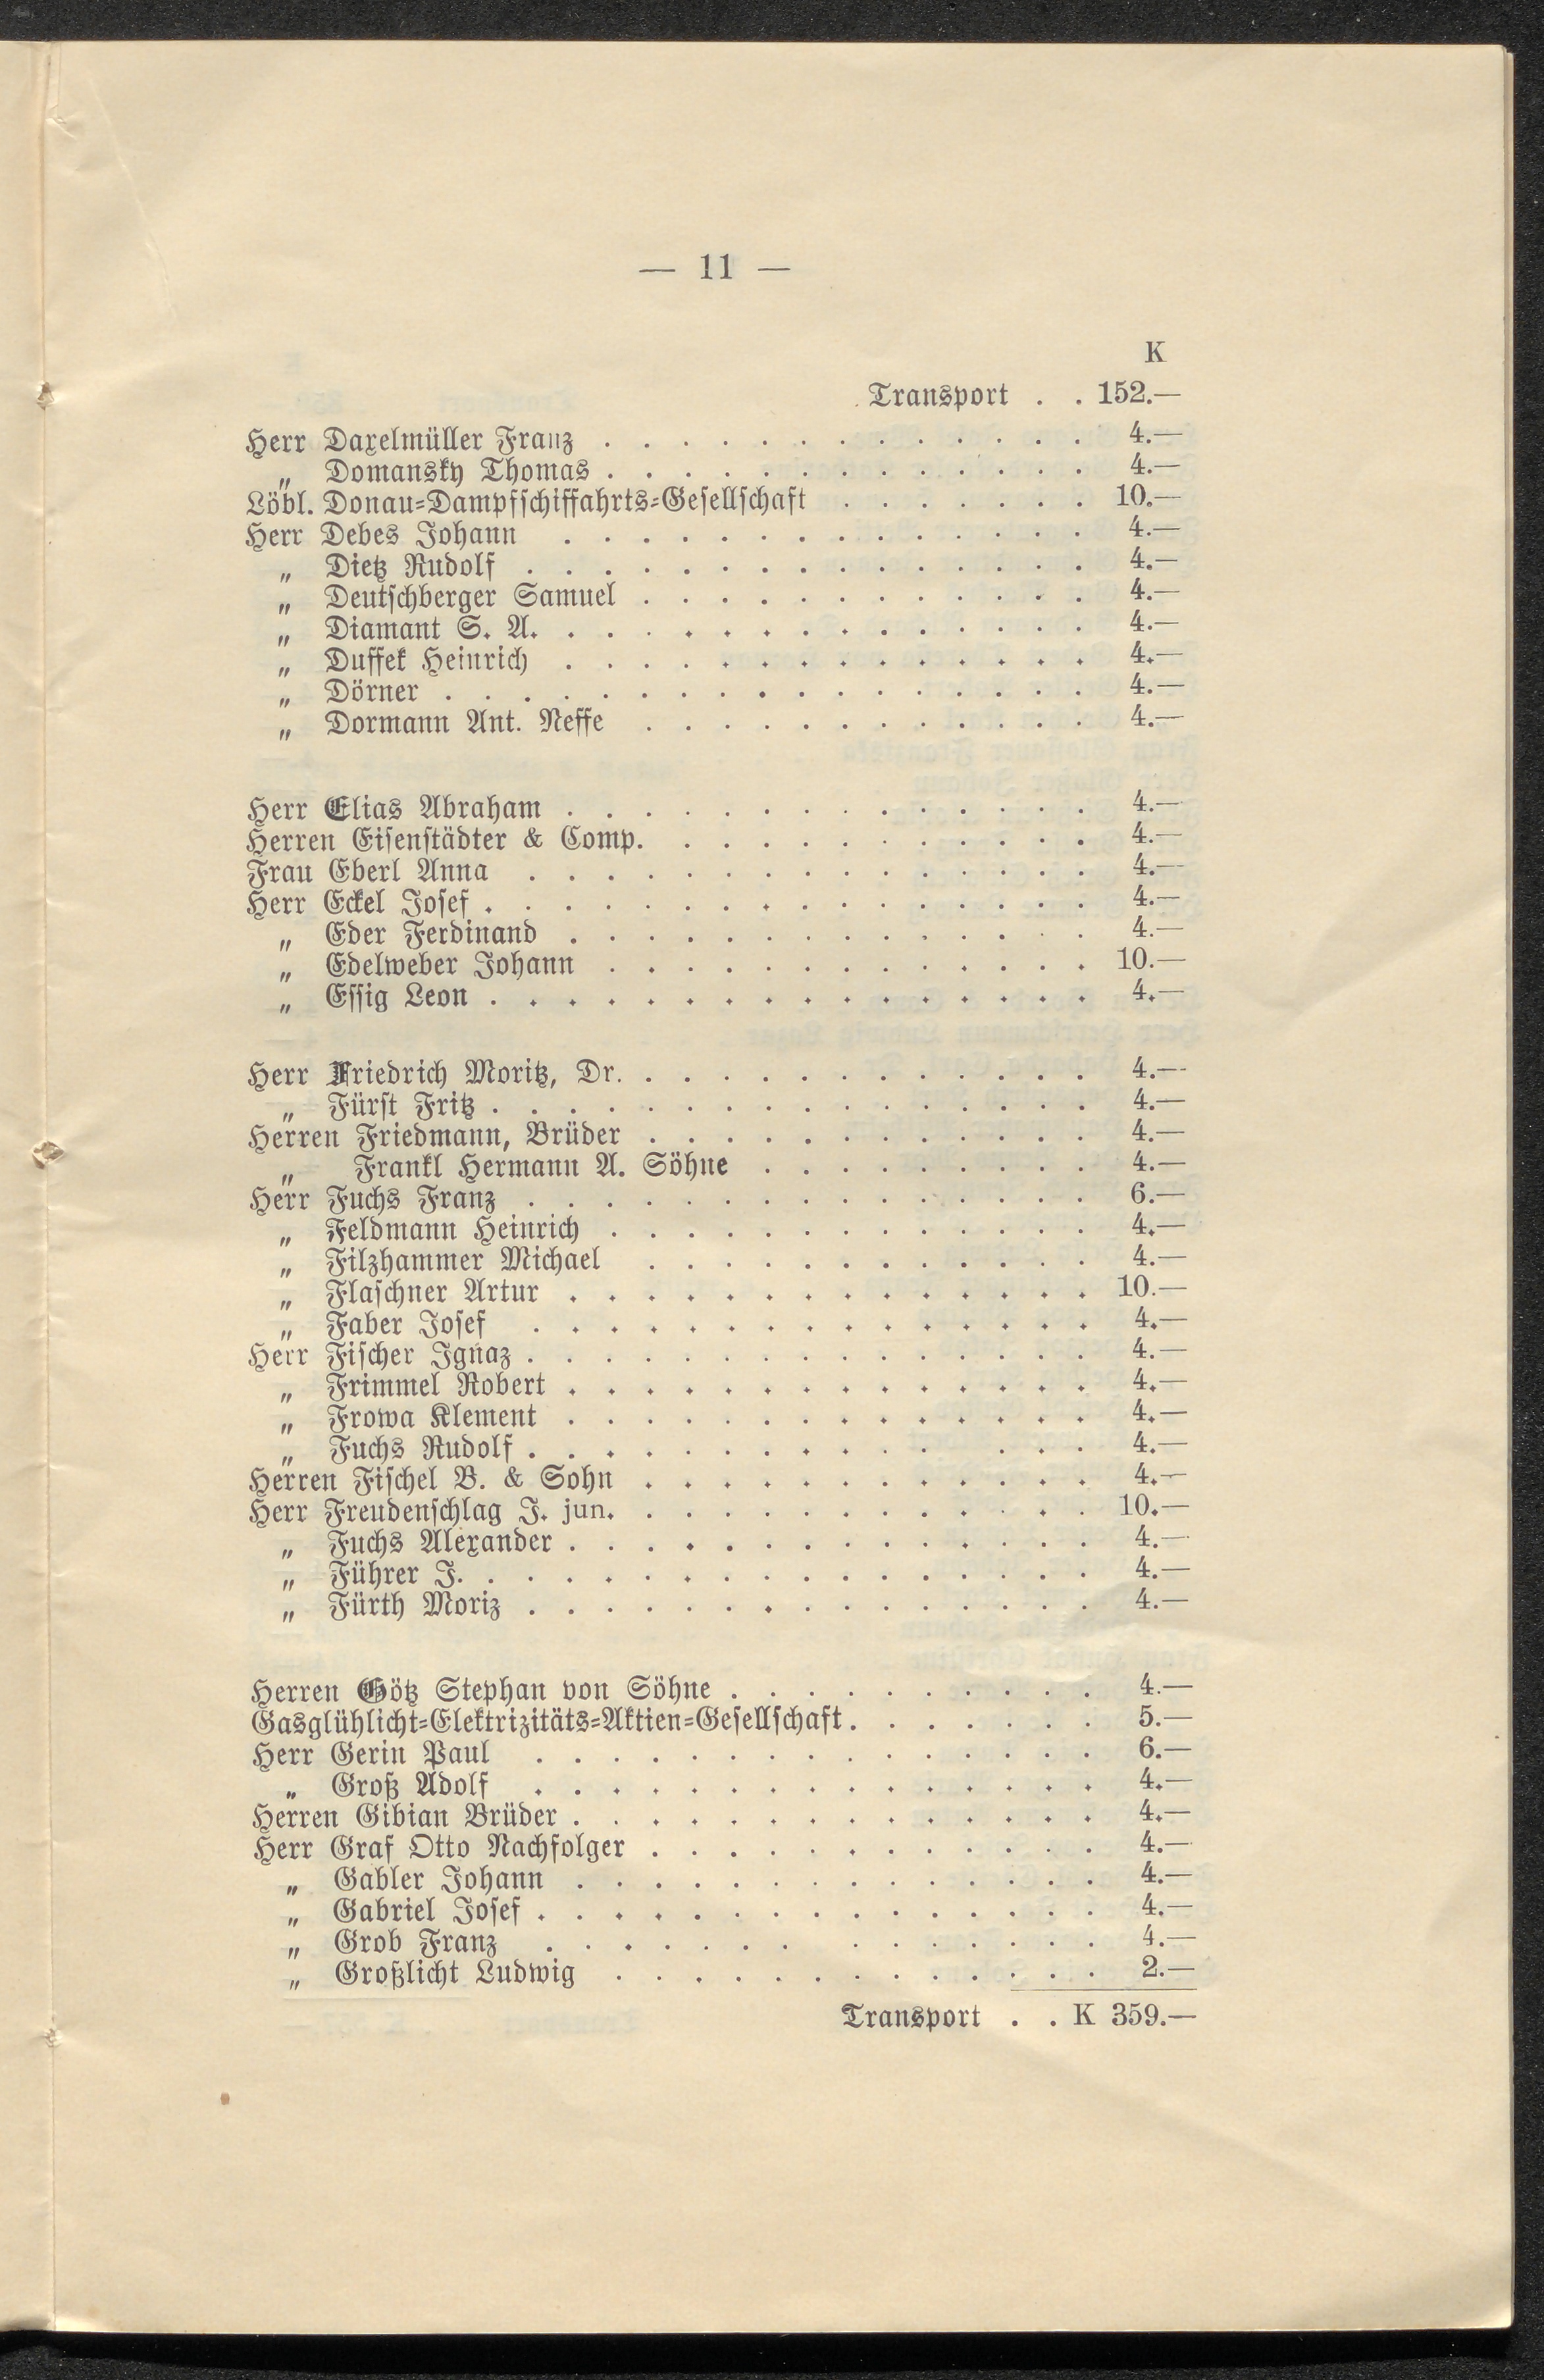 — 11 —
K
Transport . . 152.—
Herr Daxelmüller Franz . . . . . . . . . . . . . 4.—
„ Domansky Thomas . . . . . . . . . . . . . 4.—
Löbl. Donau-Dampfschiffahrts-Gesellschaft . . . . . . . 10.—
Herr Debes Johann . . . . . . . . . . . . . . 4.—
„ Dietz Rudolf . . . . . . . . . . . . . . . 4.—
„ Deutschberger Samuel . . . . . . . . . . . . 4.—
„ Diamant S. A. . . . . . . . . . . . . . . 4.—
„ Duffek Heinrich . . . . . . . . . . . . . . 4.—
„ Dörner . . . . . . . . . . . . . . . . . 4.—
„ Dormann Ant. Neffe . . . . . . . . . . . . 4.—
Herr Elias Abraham . . . . . . . . . . . . . . 4.—
Herren Eisenstädter & Comp. . . . . . . . . . . . 4.—
Frau Eberl Anna . . . . . . . . . . . . . . . 4.—
Herr Eckel Josef . . . . . . . . . . . . . . . . 4.—
„ Eder Ferdinand . . . . . . . . . . . . . . 4.—
„ Edelweber Johann . . . . . . . . . . . . . 10.—
„ Essig Leon . . . . . . . . . . . . . . . . 4.—
Herr Friedrich Moritz, Dr. . . . . . . . . . . . . 4.—
„ Fürst Fritz . . . . . . . . . . . . . . . . 4.—
Herren Friedmann, Brüder . . . . . . . . . . . . 4.—
„ Frankl Hermann A. Söhne . . . . . . . . . 4.—
Herr Fuchs Franz . . . . . . . . . . . . . . . 6.—
„ Feldmann Heinrich . . . . . . . . . . . . . 4.—
„ Filzhammer Michael . . . . . . . . . . . . 4.—
„ Flaschner Artur . . . . . . . . . . . . . . 10.—
„ Faber Josef . . . . . . . . . . . . . . . 4.—
Herr Fischer Ignaz . . . . . . . . . . . . . . . 4.—
„ Frimmel Robert . . . . . . . . . . . . . . 4.—
„ Frowa Klement . . . . . . . . . . . . . . 4.—
„ Fuchs Rudolf . . . . . . . . . . . . . . 4.—
Herren Fischel B. & Sohn . . . . . . . . . . . . 4.—
Herr Freudenschlag J. jun. . . . . . . . . . . . . 10.—
„ Fuchs Alexander . . . . . . . . . . . . . . 4.—
„ Führer J. . . . . . . . . . . . . . . . . 4.—
„ Fürth Moriz . . . . . . . . . . . . . . . 4.—
Herren Götz Stephan von Söhne . . . . . . . . . . 4.—
Gasglühlicht-Elektrizitäts-Aktien-Gesellschaft . . . . . . . 5.—
Herr Gerin Paul . . . . . . . . . . . . . . . 6.—
„ Groß Adolf . . . . . . . . . . . . . . . 4.—
Herren Gibian Brüder . . . . . . . . . . . . . . 4.—
Herr Graf Otto Nachfolger . . . . . . . . . . . . 4.—
„ Gabler Johann . . . . . . . . . . . . . . 4.—
„ Gabriel Josef . . . . . . . . . . . . . . . 4.—
„ Grob Franz . . . . . . . . . . . . . . 4.—
„ Großlicht Ludwig . . . . . . . . . . . . . 2.—
Transport . . K 359.—